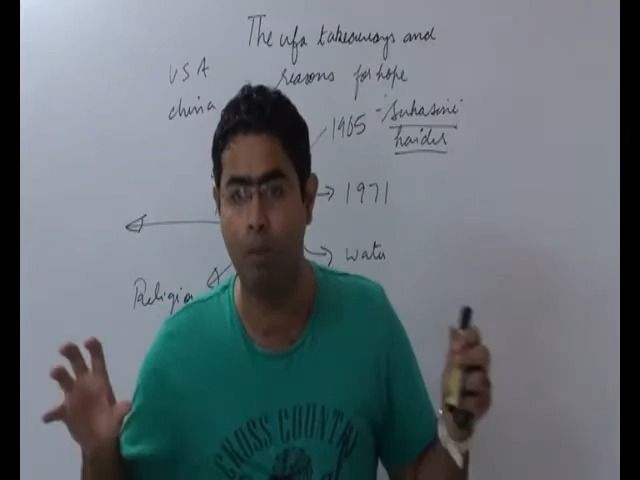 The ufa takeaways and
reasons for hope
- Suhasini
haider
USA
china
1965
1971
water
Religion
CROSS COUNTRY